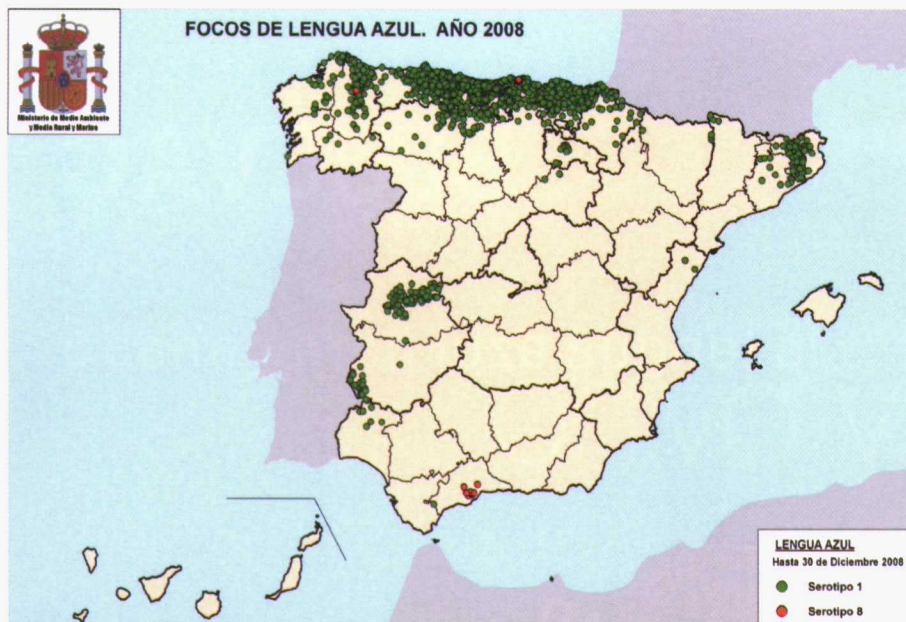 FOCOS DE LENGUA AZUL. AÑO 2008
Ministerio de Medio Ambiente
y Medio Rural y Marino
LENGUA AZUL
Hasta 30 de Diciembre 2008
Serotipo 1
Serotipo 8